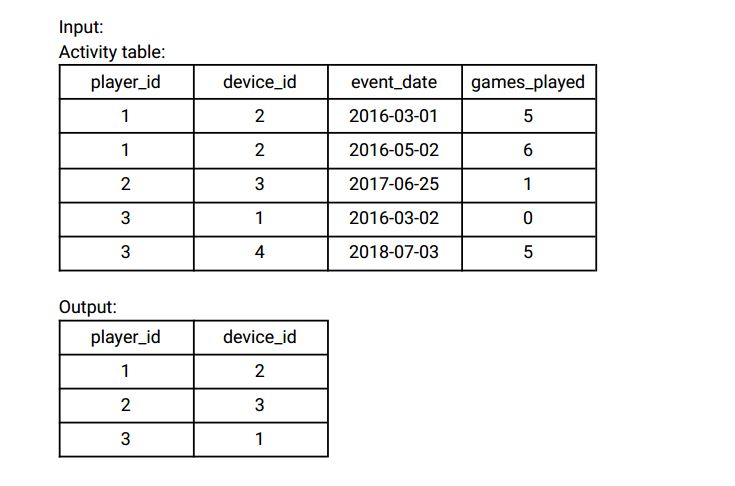 Input:
Activity table:
player_id device_id event_date games_played
1 2 2016-03-01 5
1 2 2016-05-02 6
2 3 2017-06-25 1
3 1 2016-03-02 0
3 4 2018-07-03 5
Output:
player_id device_id
1 2
2 3
3 1